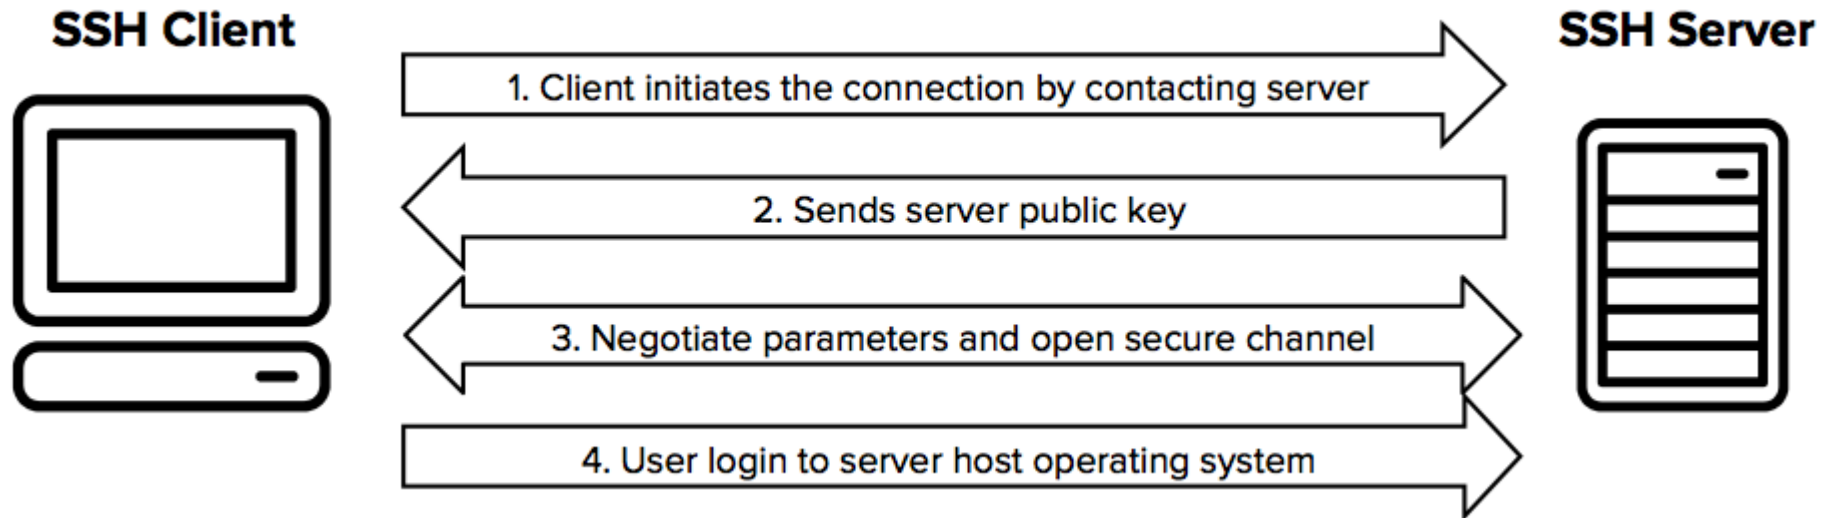 SSH Client
SSH Server
1. Client initiates the connection by contacting server
2. Sends server public key
3. Negotiate parameters and open secure channel
4. User login to server host operating system